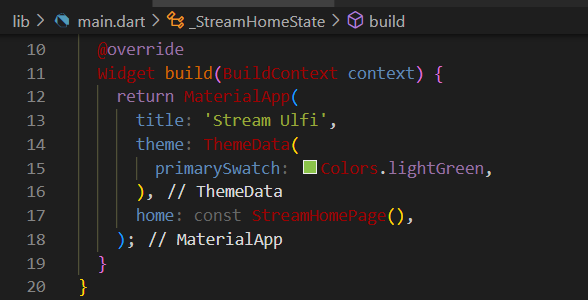 lib > main.dart > _StreamHomeState > build
10 @override
11 Widget build(BuildContext context) {
12 return MaterialApp(
13 title: 'Stream Ulfi',
14 theme: ThemeData(
15 primarySwatch: Colors.lightGreen,
16 ), // ThemeData
17 home: const StreamHomePage(),
18 ); // MaterialApp
19 }
20 }